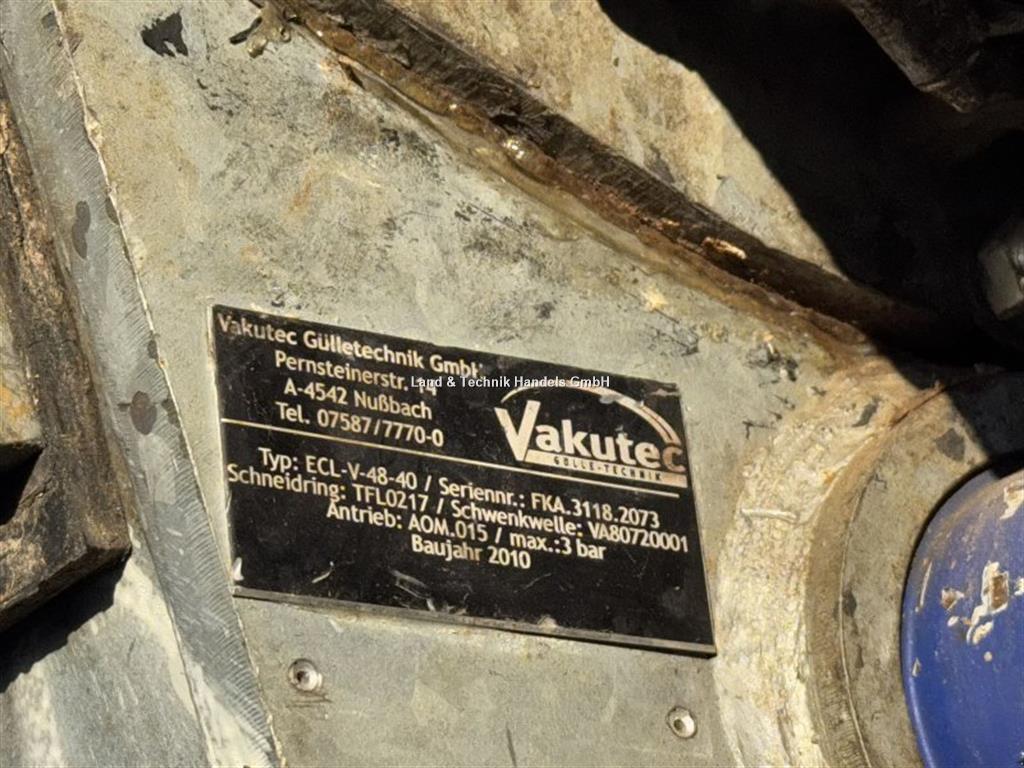 Vakutec Gülletechnik GmbH
Pernsteinerstr. 14
A-4542 Nußbach
Tel. 07587/7770-0
Vakutec
GÜLLE-TECHNIK
Typ: ECL-V-48-40 / Seriennr.: FKA.3118.2073
Schneidring: TFL0217 / Schwenkwelle: VA80720001
Antrieb: AOM.015 / max.:3 bar
Baujahr 2010
Land & Technik Handels GmbH